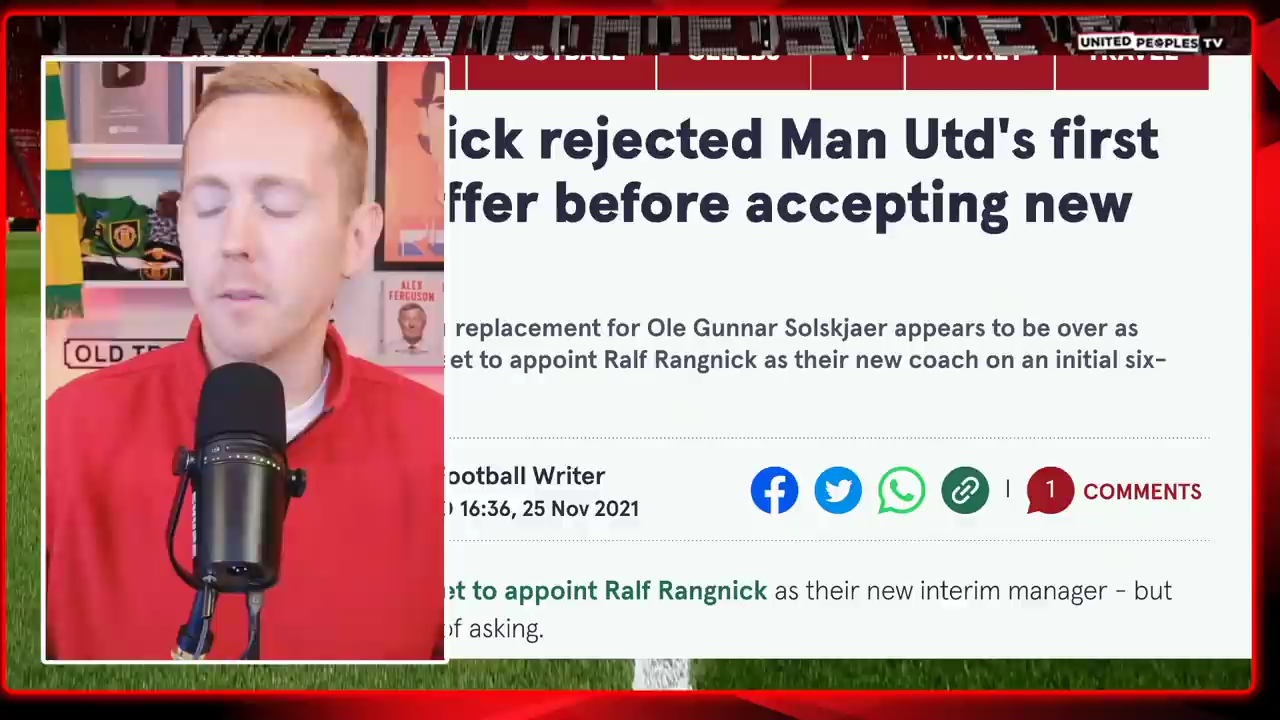 MANCHESTER
UNITED PEOPLES TV
FOOTBALL CELEBS TV MONEY TRAVEL
ick rejected Man Utd's first
ffer before accepting new
replacement for Ole Gunnar Solskjaer appears to be over as
et to appoint Ralf Rangnick as their new coach on an initial six-
ALEX
FERGUSON
OLD
ootball Writer
16:36, 25 Nov 2021
1 COMMENTS
et to appoint Ralf Rangnick as their new interim manager - but
of asking.